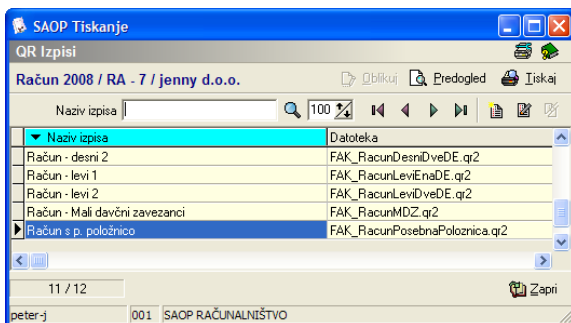 SAOP Tiskanje
QR Izpisi
Račun 2008 / RA - 7 / jenny d.o.o. Oblikuj Predogled Tiskaj
Naziv izpisa 100
Naziv izpisa Datoteka
Račun - desni 2 FAK_RacunDesniDveDE.qr2
Račun - levi 1 FAK_RacunLeviEnaDE.qr2
Račun - levi 2 FAK_RacunLeviDveDE.qr2
Račun - Mali davčni zavezanci FAK_RacunMDZ.qr2
Račun s p. položnico FAK_RacunPosebnaPoloznica.qr2
11 / 12 Zapri
peter-j 001 SAOP RAČUNALNIŠTVO